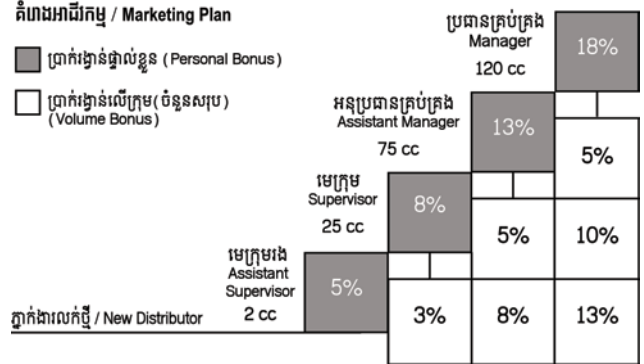 គំរោងអាជីវកម្ម / Marketing Plan
ប្រាក់រង្វាន់ផ្ទាល់ខ្លួន (Personal Bonus)
ប្រាក់រង្វាន់លើក្រុម(ចំនួនសរុប)
(Volume Bonus)
ប្រធានគ្រប់គ្រង
Manager
120 cc
18%
អនុប្រធានគ្រប់គ្រង
Assistant Manager
75 cc
13%
5%
មេក្រុម
Supervisor
25 cc
8%
5%
10%
មេក្រុមរង
Assistant
Supervisor
2 cc
5%
3%
8%
13%
ភ្នាក់ងារលក់ថ្មី / New Distributor